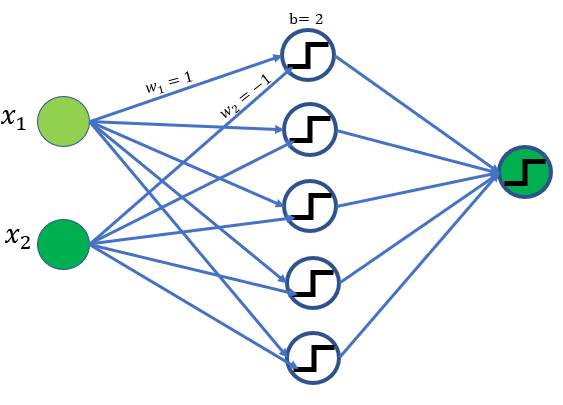 b= 2
w₁ = 1
w₂ = −1
x₁
x₂